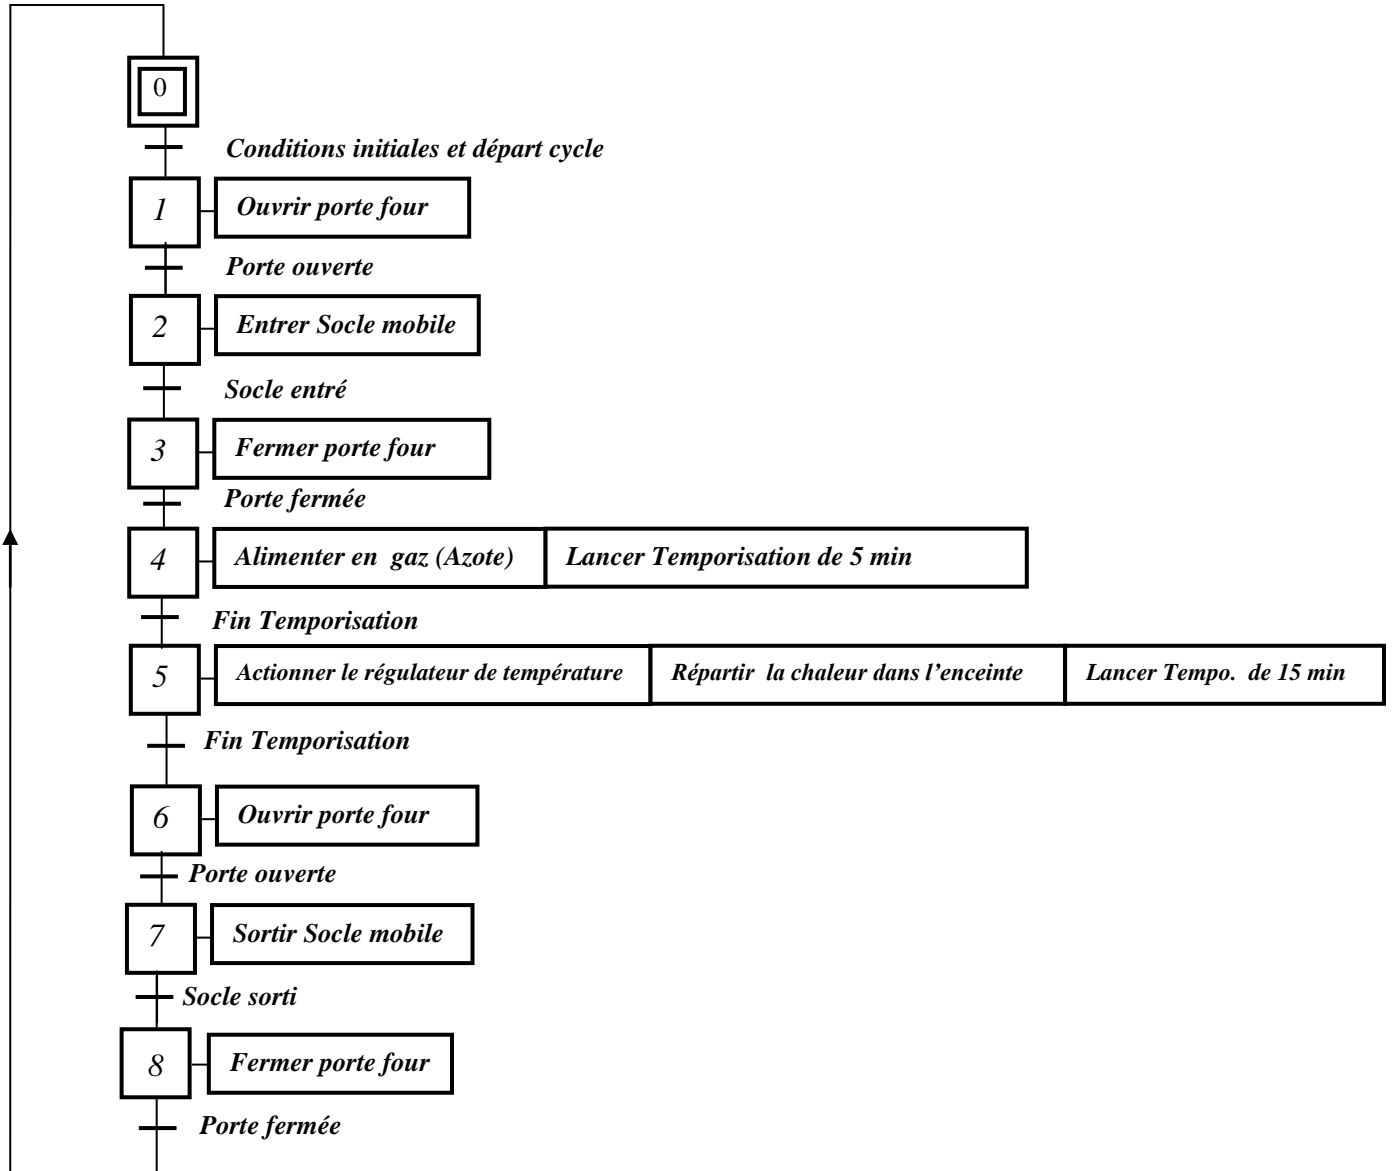 0
Conditions initiales et départ cycle
1
Ouvrir porte four
Porte ouverte
2
Entrer Socle mobile
Socle entré
3
Fermer porte four
Porte fermée
4
Alimenter en gaz (Azote)
Lancer Temporisation de 5 min
Fin Temporisation
5
Actionner le régulateur de température
Répartir la chaleur dans l'enceinte
Lancer Tempo. de 15 min
Fin Temporisation
6
Ouvrir porte four
Porte ouverte
7
Sortir Socle mobile
Socle sorti
8
Fermer porte four
Porte fermée